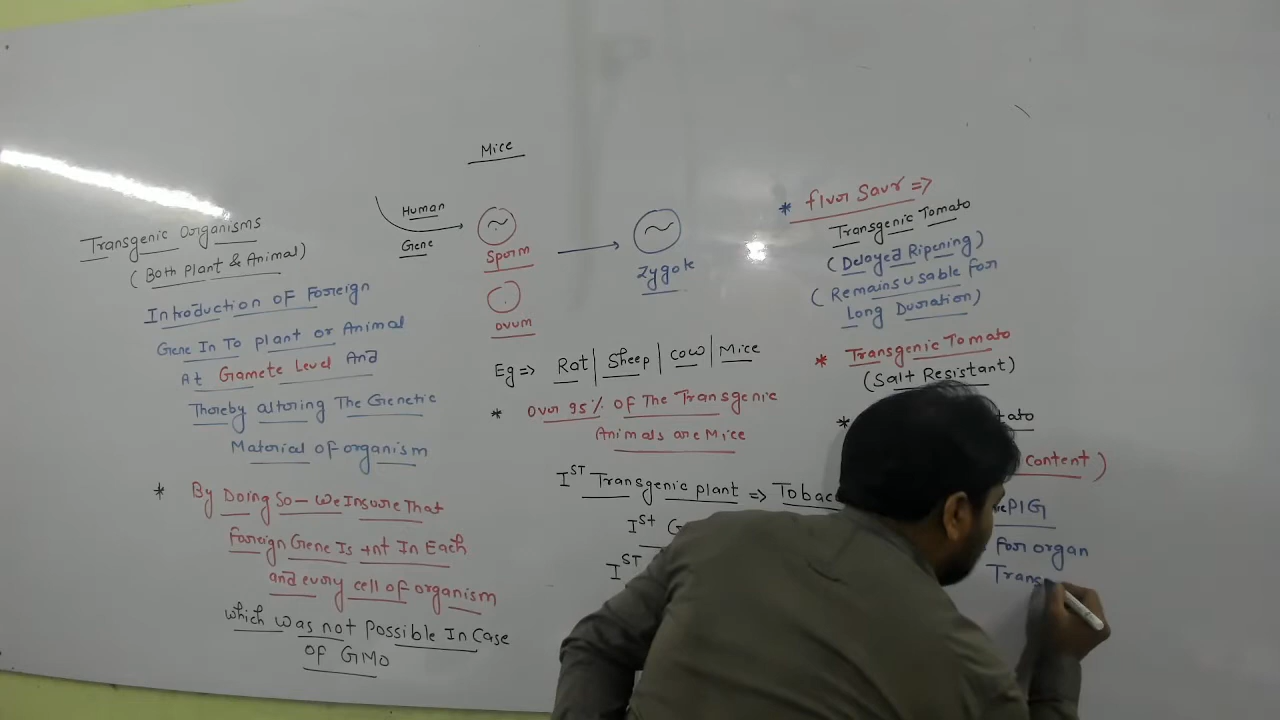 Transgenic Organisms
(Both Plant & Animal)
Introduction OF Foreign
Gene In To plant or Animal
At Gamete Level And
Thereby altoring The Genetic
Material of organism
* By Doing So – We Insure That
foreign Gene Is +nt In Each
and every cell of organism
which was not Possible In Case
of GMO
Mice
Human
Gene
Sperm
ovum
Zygote
Eg => Rat | Sheep | Cow | Mice
* Over 95% OF The Transgenic
Animals are Mice
Ist Transgenic plant => Tobac
Ist G
Ist
* flvor Savr =>
Transgenic Tomato
(Delayed Ripening)
(Remains usable for
Long Duration)
* Transgenic Tomato
(Salt Resistant)
*
content)
PIG
for organ
Trans